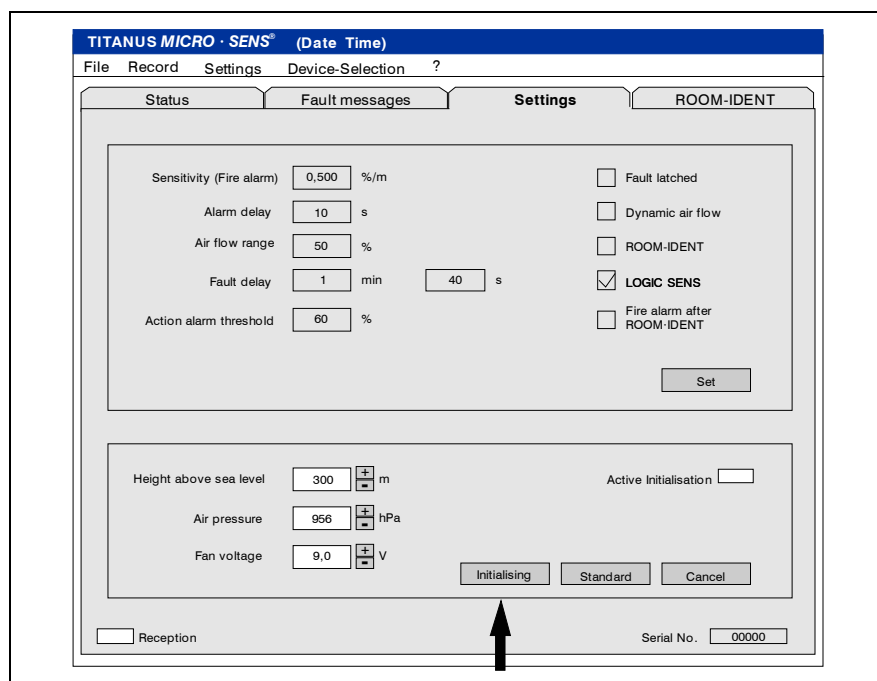 TITANUS MICRO · SENS® (Date Time)
File Record Settings Device-Selection ?
Status Fault messages Settings ROOM-IDENT
Sensitivity (Fire alarm) 0,500 %/m Fault latched
Alarm delay 10 s Dynamic air flow
Air flow range 50 % ROOM-IDENT
Fault delay 1 min 40 s LOGIC SENS
Action alarm threshold 60 % Fire alarm after
ROOM·IDENT
Set
Height above sea level 300 + - m Active Initialisation
Air pressure 956 + - hPa
Fan voltage 9,0 + - V
Initialising Standard Cancel
Reception Serial No. 00000